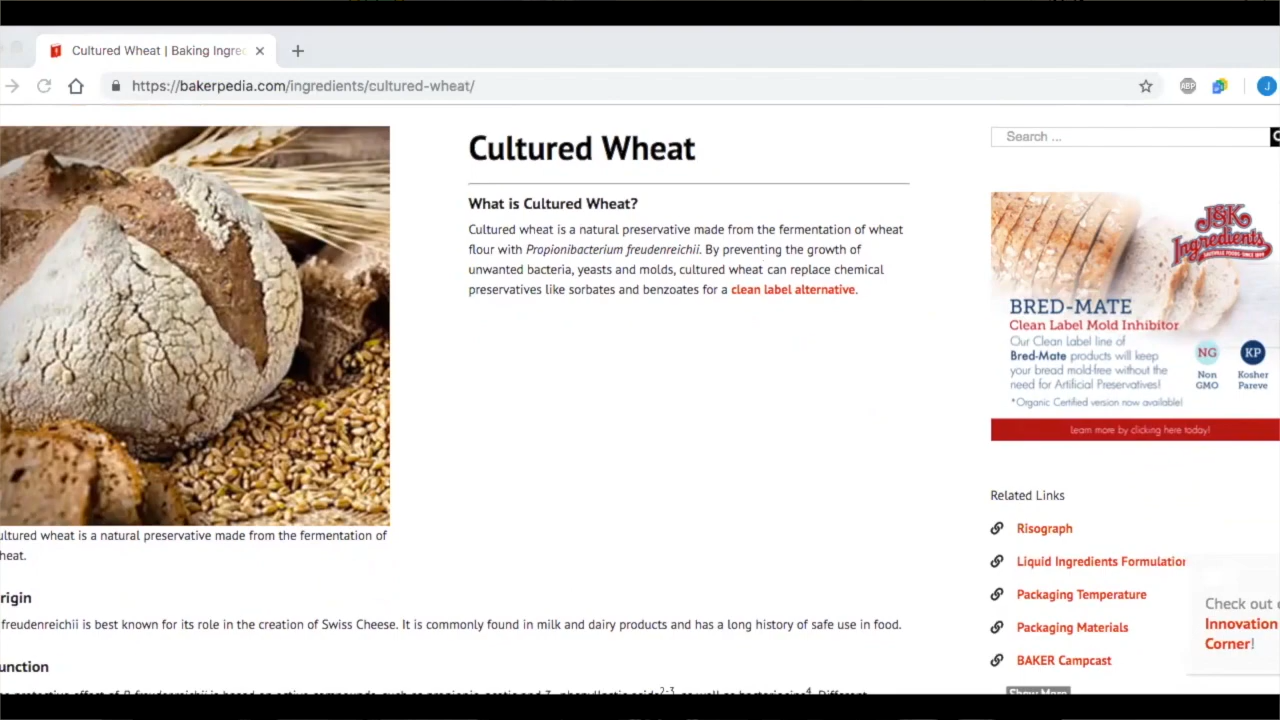 Cultured Wheat | Baking Ingre
https://bakerpedia.com/ingredients/cultured-wheat/
ABP
J
Cultured Wheat
What is Cultured Wheat?
Cultured wheat is a natural preservative made from the fermentation of wheat
flour with Propionibacterium freudenreichii. By preventing the growth of
unwanted bacteria, yeasts and molds, cultured wheat can replace chemical
preservatives like sorbates and benzoates for a clean label alternative.
ultured wheat is a natural preservative made from the fermentation of
heat.
rigin
freudenreichii is best known for its role in the creation of Swiss Cheese. It is commonly found in milk and dairy products and has a long history of safe use in food.
unction
Search ...
J&K
Ingredients
BRED-MATE
Clean Label Mold Inhibitor
Our Clean Label line of
Bred-Mate products will keep
your bread mold-free without the
need for Artificial Preservatives!
*Organic Certified version now available!
NG
Non
GMO
KP
Kosher
Pareve
Learn more by clicking here today!
Related Links
Risograph
Liquid Ingredients Formulation
Packaging Temperature
Packaging Materials
BAKER Campcast
Show More
Check out
Innovation
Corner!